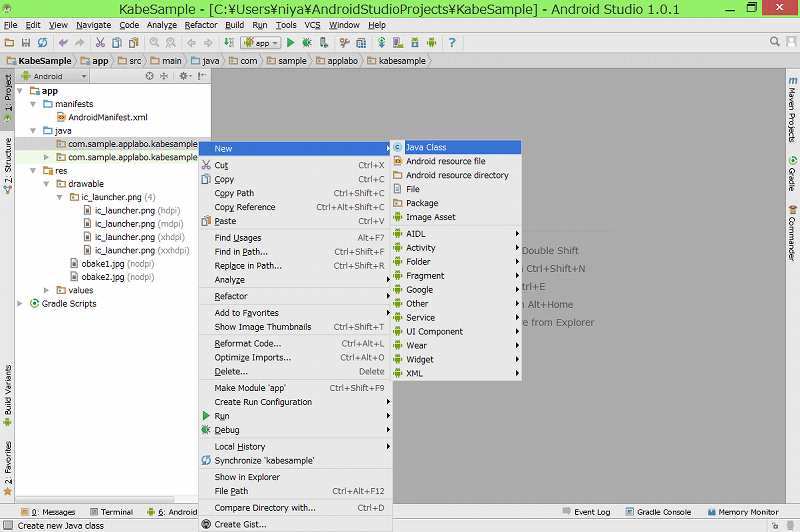 KabeSample - [C:¥Users¥niya¥AndroidStudioProjects¥KabeSample] - Android Studio 1.0.1
File Edit View Navigate Code Analyze Refactor Build Run Tools VCS Window Help
app
KabeSample app src main java com sample applabo kabesample
1: Project
Android
app
manifests
AndroidManifest.xml
java
com.sample.applabo.kabesample
com.sample.applabo.kabesample
res
drawable
ic_launcher.png (4)
ic_launcher.png (hdpi)
ic_launcher.png (mdpi)
ic_launcher.png (xhdpi)
ic_launcher.png (xxhdpi)
obake1.jpg (nodpi)
obake2.jpg (nodpi)
values
Gradle Scripts
7: Structure
Build Variants
2: Favorites
New
Cut Ctrl+X
Copy Ctrl+C
Copy Path Ctrl+Shift+C
Copy Reference Ctrl+Alt+Shift+C
Paste Ctrl+V
Find Usages Alt+F7
Find in Path... Ctrl+Shift+F
Replace in Path... Ctrl+Shift+R
Analyze
Refactor
Add to Favorites
Show Image Thumbnails Ctrl+Shift+T
Reformat Code... Ctrl+Alt+L
Optimize Imports... Ctrl+Alt+O
Delete... Delete
Make Module 'app' Ctrl+Shift+F9
Create Run Configuration
Run
Debug
Local History
Synchronize 'kabesample'
Show in Explorer
File Path Ctrl+Alt+F12
Compare Directory with... Ctrl+D
Create Gist...
Java Class
Android resource file
Android resource directory
File
Package
Image Asset
AIDL
Activity
Folder
Fragment
Google
Other
Service
UI Component
Wear
Widget
XML
Double Shift
Ctrl+Shift+N
Ctrl+E
Alt+Home
from Explorer
Maven Projects
Gradle
Commander
0: Messages Terminal 6: Android Event Log Gradle Console Memory Monitor
Create new Java class